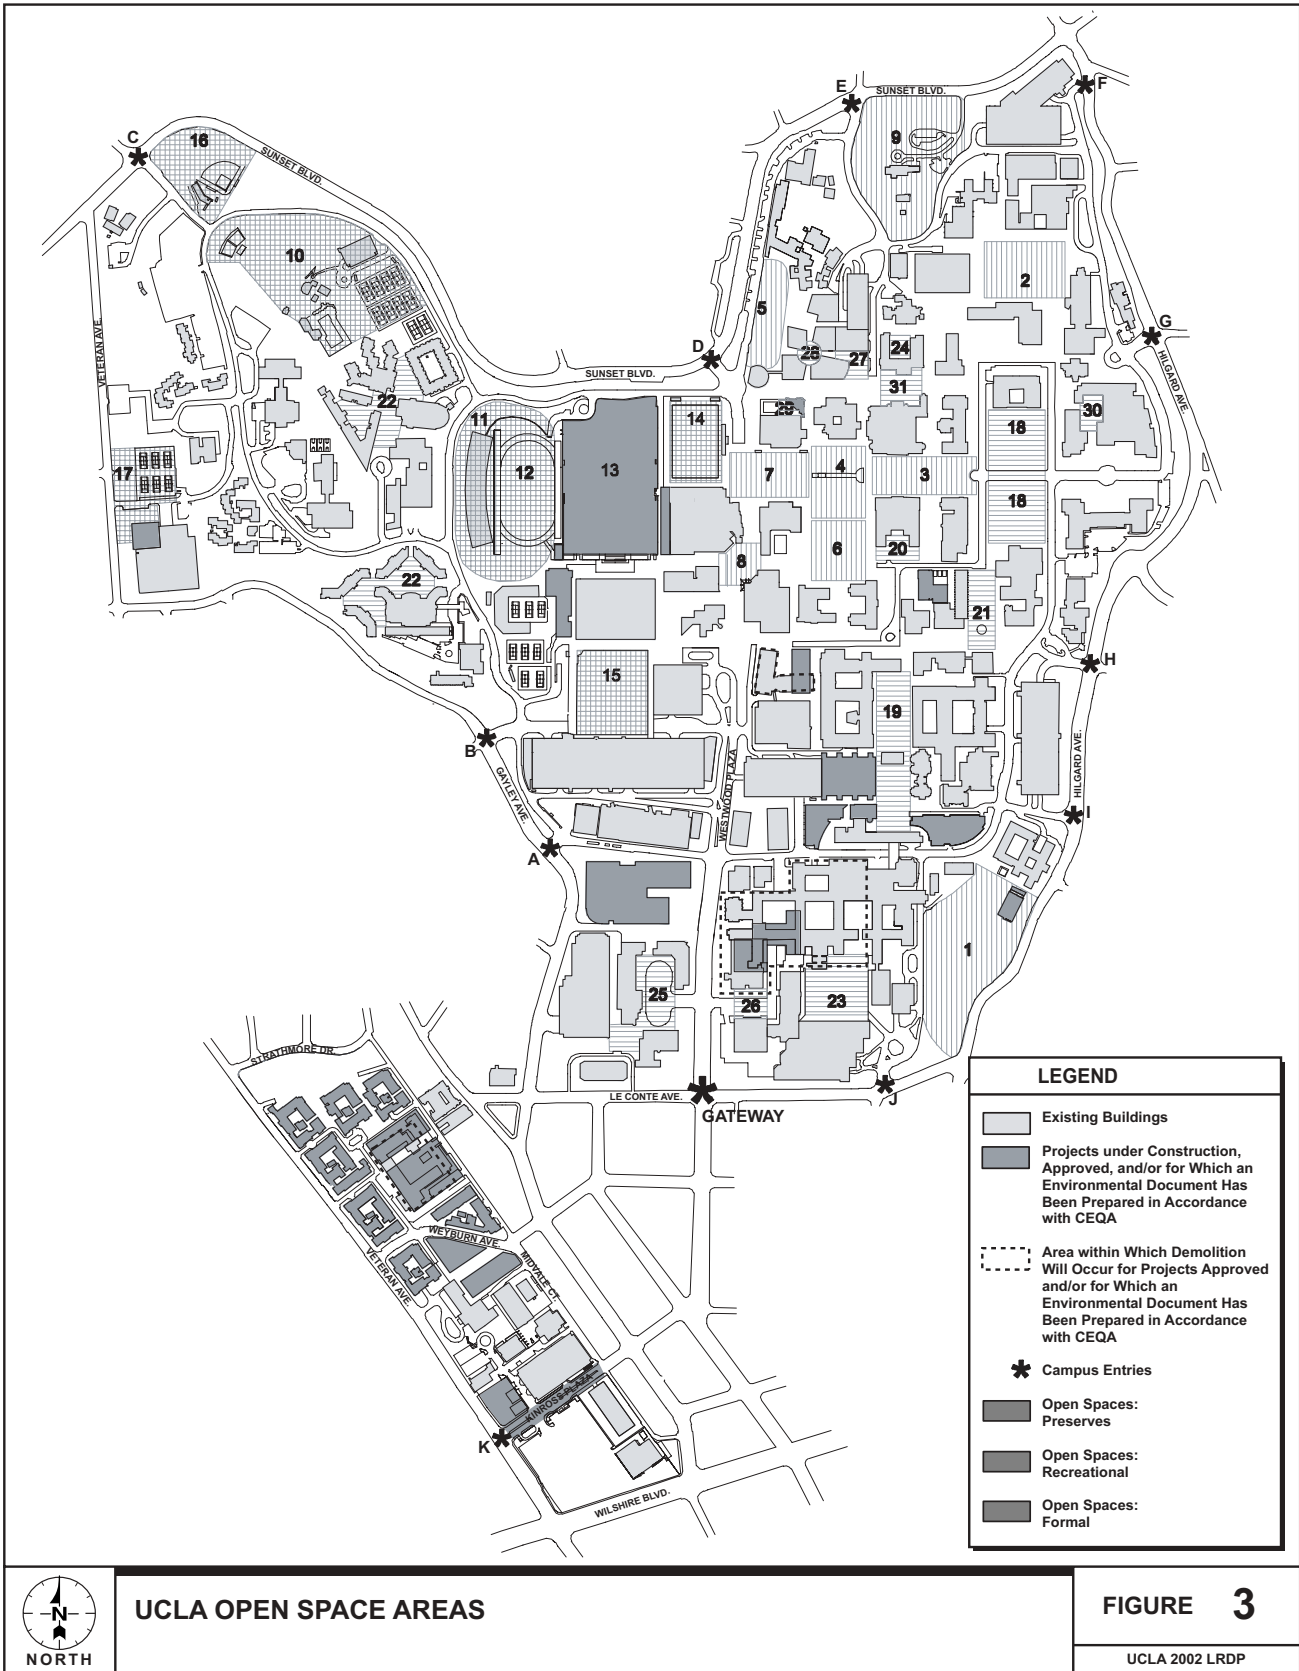 E
SUNSET BLVD.
F
C
16
SUNSET BLVD.
9
10
2
VETERAN AVE.
5
G
D
28
27
24
HILGARD AVE.
SUNSET BLVD.
31
22
11
14
29
18
30
17
12
13
7
4
3
18
22
8
6
20
21
15
H
19
B
GAYLEY AVE.
WESTWOOD PLAZA
HILGARD AVE.
I
A
1
25
26
23
STRATHMORE DR.
LE CONTE AVE.
GATEWAY
J
WEYBURN AVE.
MIDVALE CT.
VETERAN AVE.
KINROSS PLAZA
K
WILSHIRE BLVD.
LEGEND
Existing Buildings
Projects under Construction,
Approved, and/or for Which an
Environmental Document Has
Been Prepared in Accordance
with CEQA
Area within Which Demolition
Will Occur for Projects Approved
and/or for Which an
Environmental Document Has
Been Prepared in Accordance
with CEQA
Campus Entries
Open Spaces:
Preserves
Open Spaces:
Recreational
Open Spaces:
Formal
N
NORTH
UCLA OPEN SPACE AREAS
FIGURE 3
UCLA 2002 LRDP